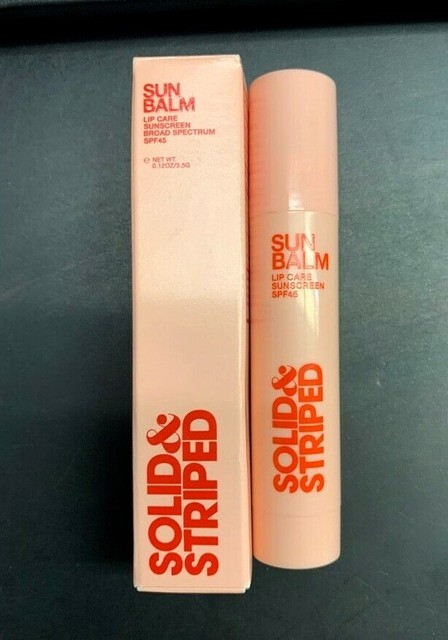 SUN
BALM
LIP CARE
SUNSCREEN
BROAD SPECTRUM
SPF45
℮ NET WT.
0.12OZ/3.5G
SOLID&
STRIPED
SUN
BALM
LIP CARE
SUNSCREEN
SPF45
SOLID&
STRIPED